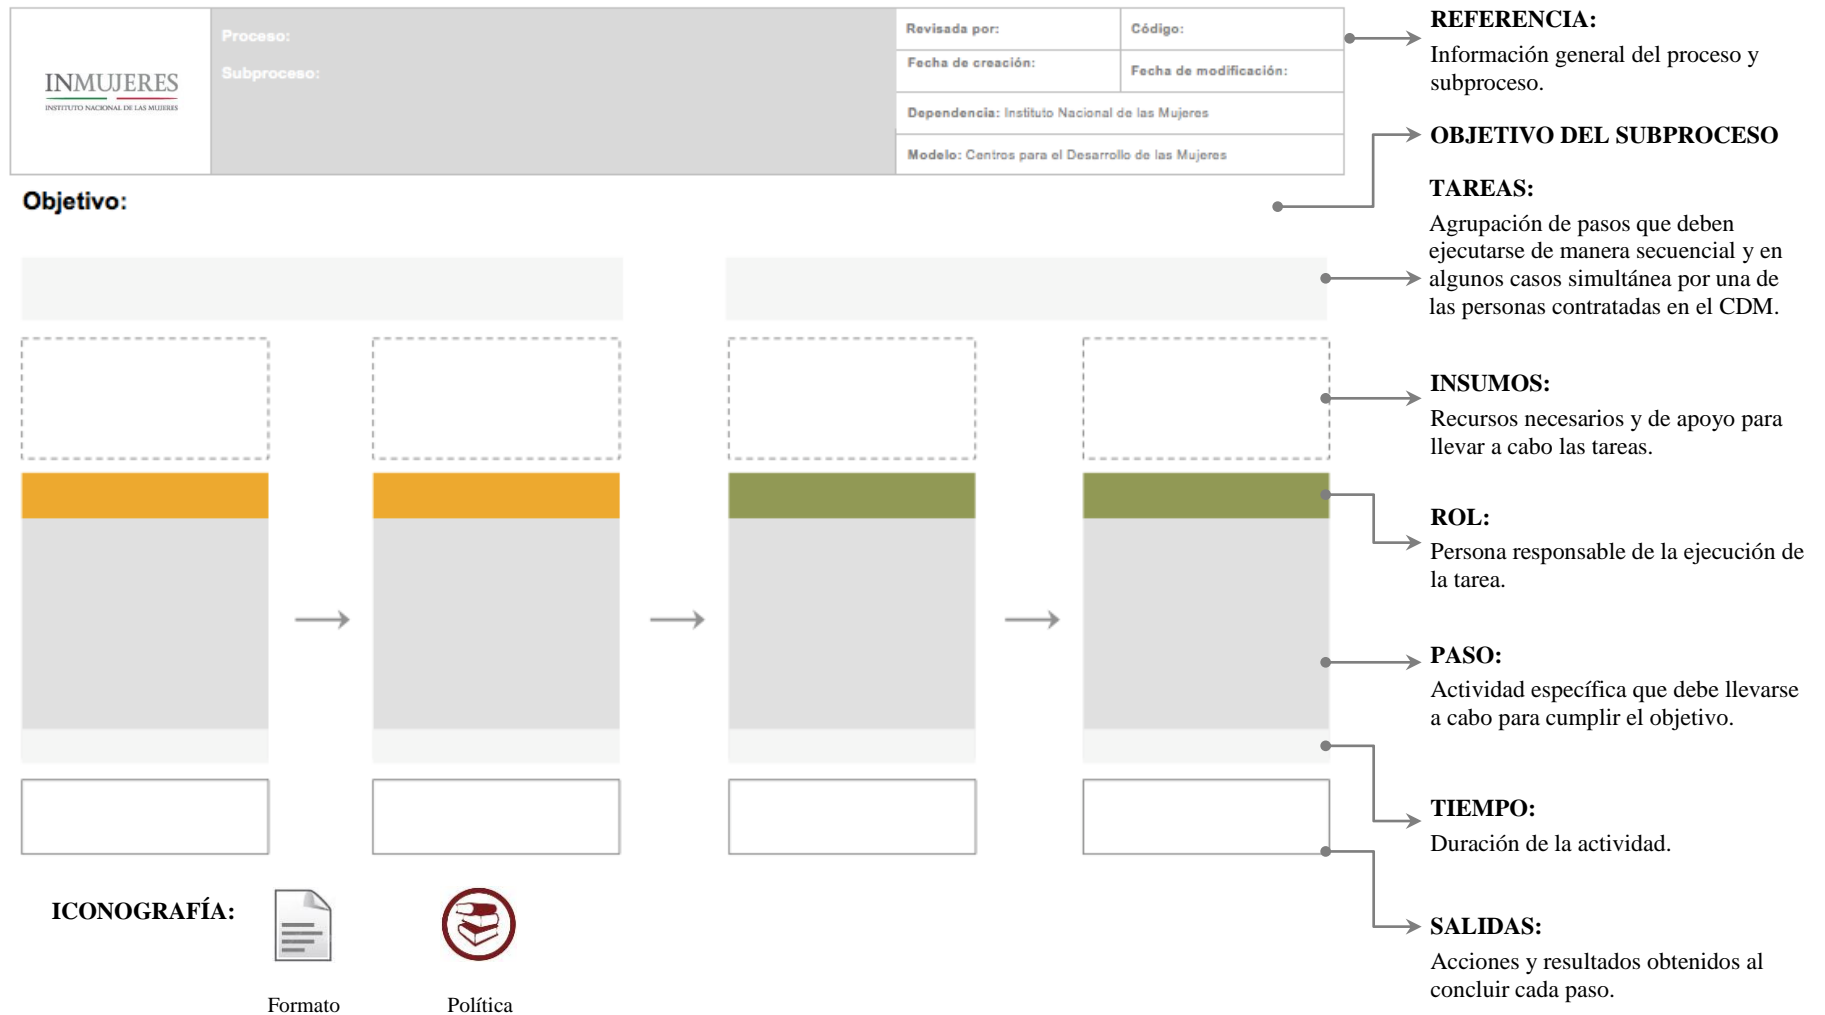 INMUJERES
INSTITUTO NACIONAL DE LAS MUJERES
Proceso:
Subproceso:
Revisada por:
Código:
Fecha de creación:
Fecha de modificación:
Dependencia: Instituto Nacional de las Mujeres
Modelo: Centros para el Desarrollo de las Mujeres
Objetivo:
REFERENCIA:
Información general del proceso y
subproceso.
OBJETIVO DEL SUBPROCESO
TAREAS:
Agrupación de pasos que deben
ejecutarse de manera secuencial y en
algunos casos simultánea por una de
las personas contratadas en el CDM.
INSUMOS:
Recursos necesarios y de apoyo para
llevar a cabo las tareas.
ROL:
Persona responsable de la ejecución de
la tarea.
PASO:
Actividad específica que debe llevarse
a cabo para cumplir el objetivo.
TIEMPO:
Duración de la actividad.
SALIDAS:
Acciones y resultados obtenidos al
concluir cada paso.
ICONOGRAFÍA:
Formato
Política